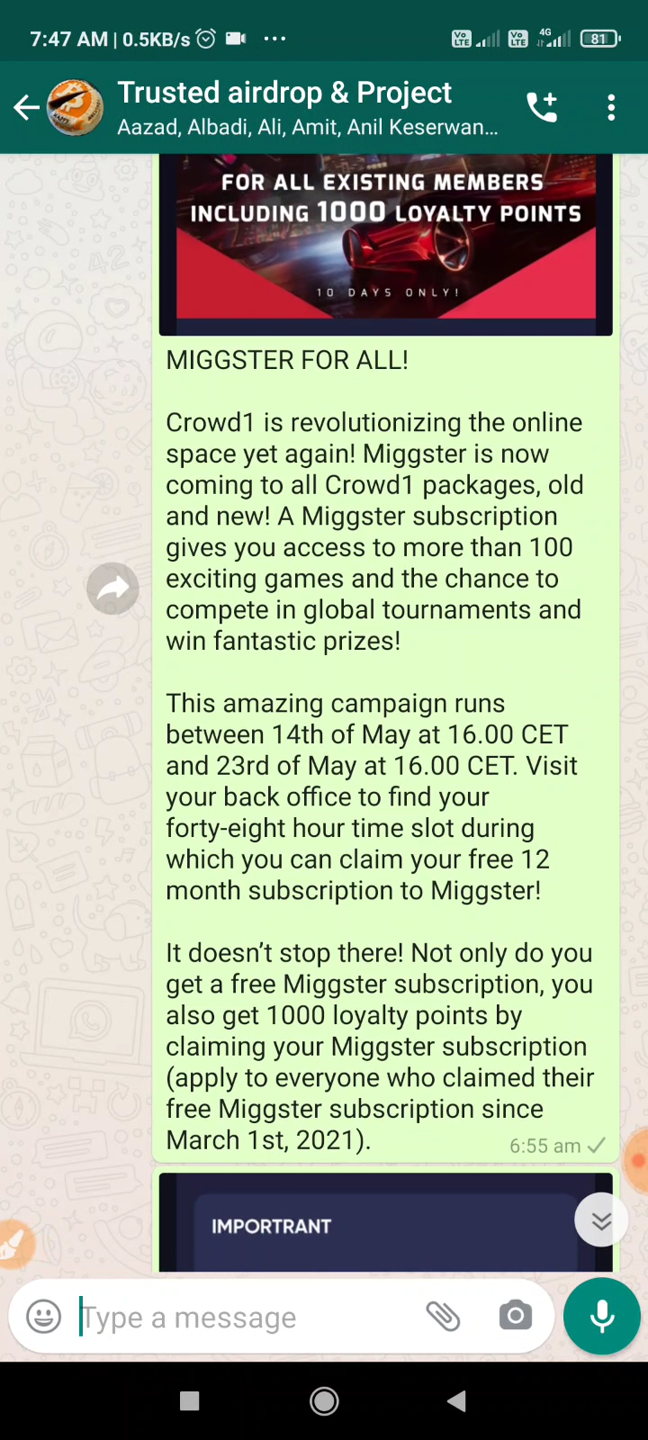 7:47 AM | 0.5KB/s
Vo LTE
Vo LTE
4G
81
Trusted airdrop & Project
Aazad, Albadi, Ali, Amit, Anil Keserwan...
FOR ALL EXISTING MEMBERS
INCLUDING 1000 LOYALTY POINTS
10 DAYS ONLY!
MIGGSTER FOR ALL!
Crowd1 is revolutionizing the online
space yet again! Miggster is now
coming to all Crowd1 packages, old
and new! A Miggster subscription
gives you access to more than 100
exciting games and the chance to
compete in global tournaments and
win fantastic prizes!
This amazing campaign runs
between 14th of May at 16.00 CET
and 23rd of May at 16.00 CET. Visit
your back office to find your
forty-eight hour time slot during
which you can claim your free 12
month subscription to Miggster!
It doesn’t stop there! Not only do you
get a free Miggster subscription, you
also get 1000 loyalty points by
claiming your Miggster subscription
(apply to everyone who claimed their
free Miggster subscription since
March 1st, 2021).
6:55 am
IMPORTRANT
Type a message